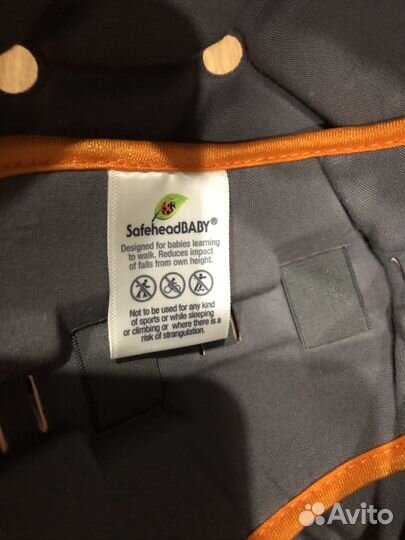 SafeheadBABY®
Designed for babies learning
to walk. Reduces impact
of falls from own height.
Not to be used for any kind
of sports or while sleeping
or climbing or where there is a
risk of strangulation.
Avito